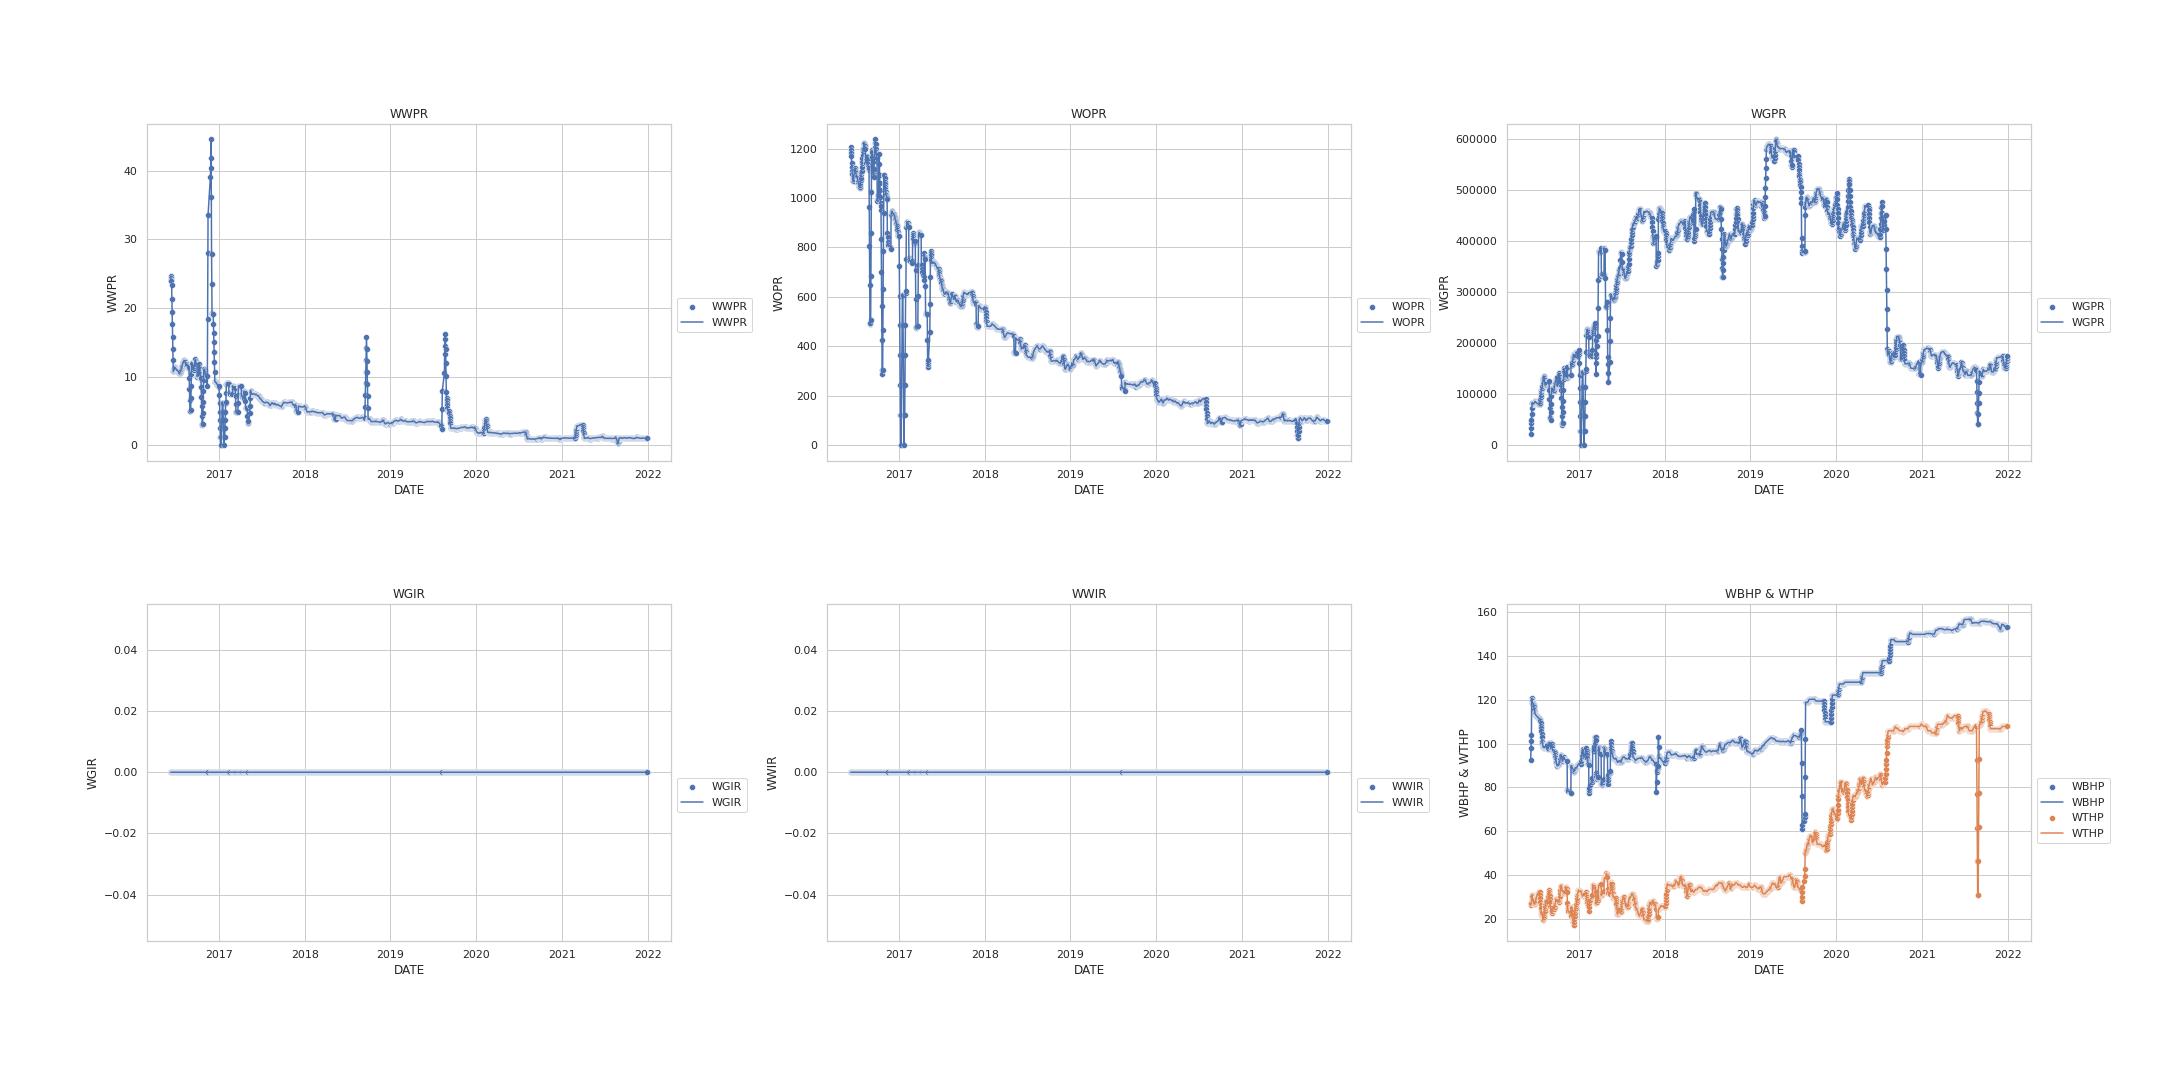 WWPR
WWPR
40
30
20
10
0
2017 2018 2019 2020 2021 2022
DATE
WWPR
WWPR
WOPR
WOPR
1200
1000
800
600
400
200
0
2017 2018 2019 2020 2021 2022
DATE
WOPR
WOPR
WGPR
WGPR
600000
500000
400000
300000
200000
100000
0
2017 2018 2019 2020 2021 2022
DATE
WGPR
WGPR
WGIR
WGIR
0.04
0.02
0.00
−0.02
−0.04
2017 2018 2019 2020 2021 2022
DATE
WGIR
WGIR
WWIR
WWIR
0.04
0.02
0.00
−0.02
−0.04
2017 2018 2019 2020 2021 2022
DATE
WWIR
WWIR
WBHP & WTHP
WBHP & WTHP
160
140
120
100
80
60
40
20
2017 2018 2019 2020 2021 2022
DATE
WBHP
WBHP
WTHP
WTHP